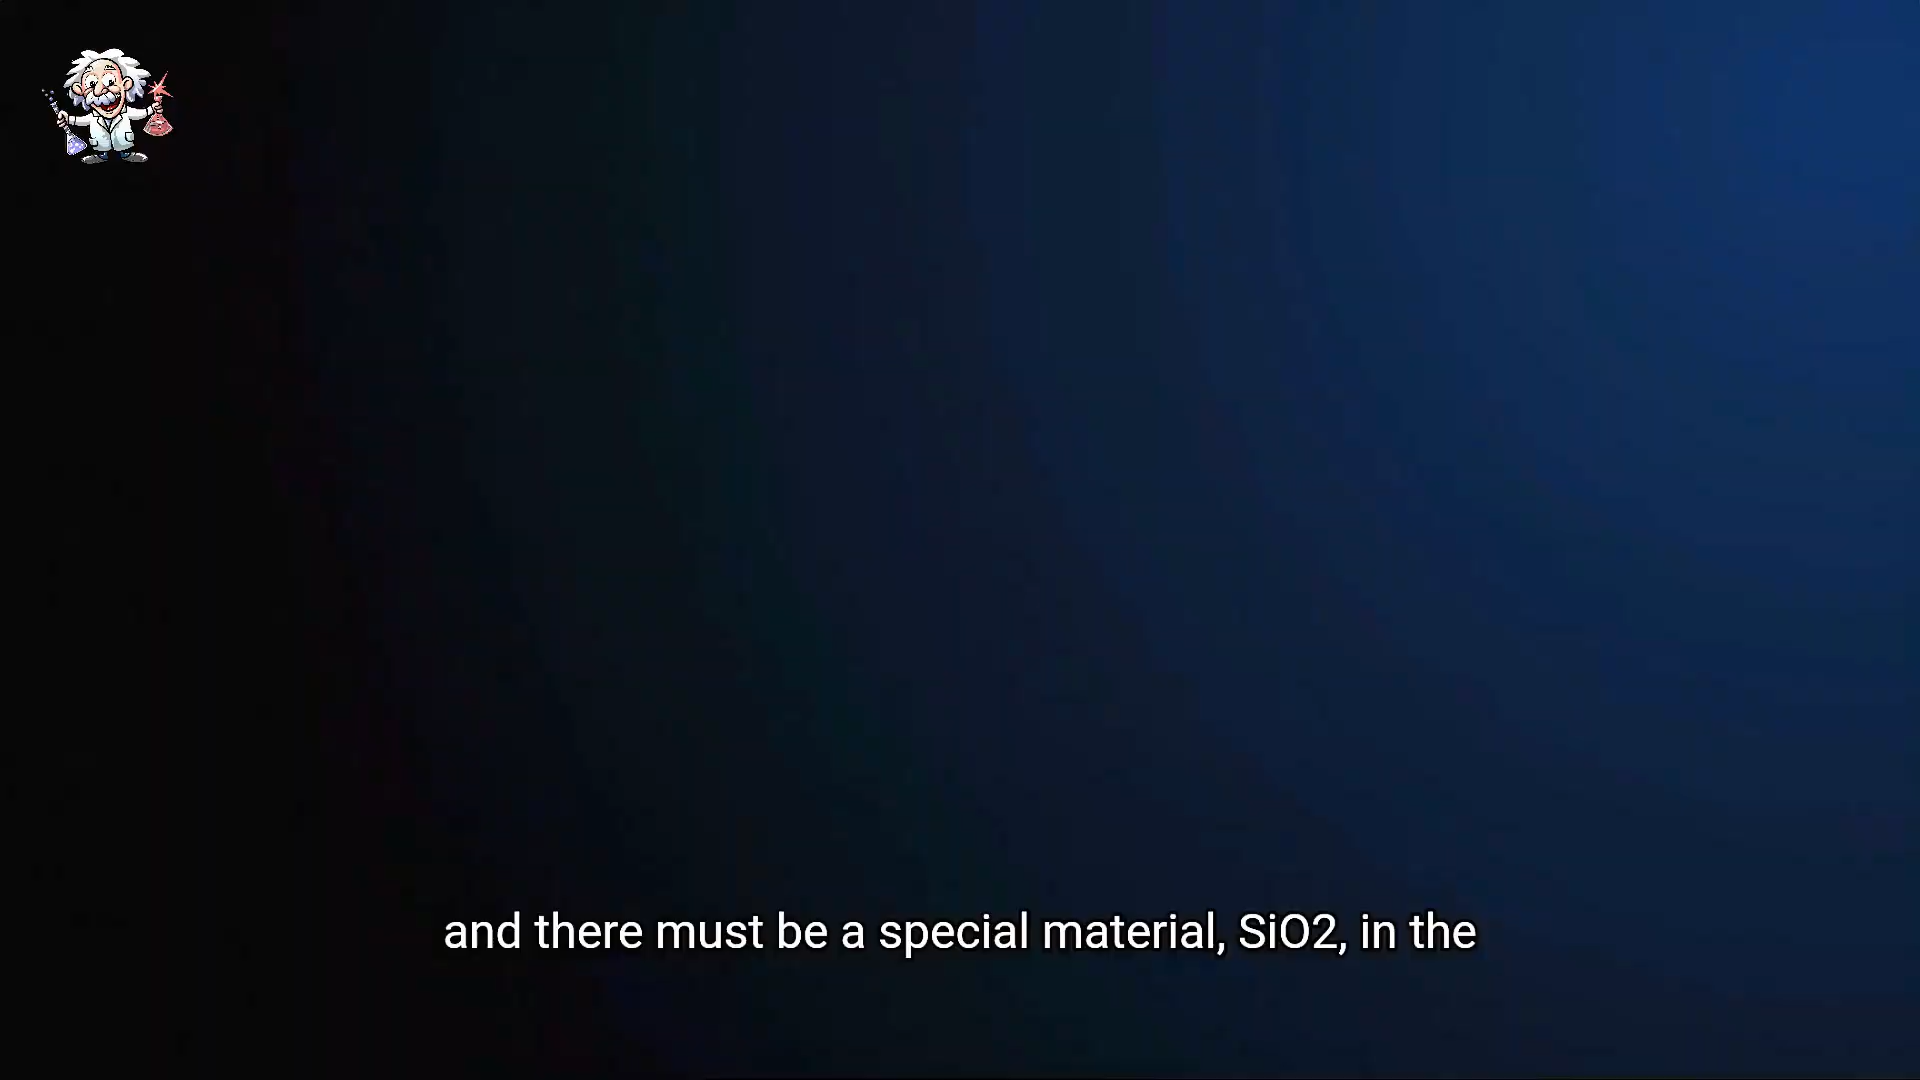 and there must be a special material, SiO2, in the